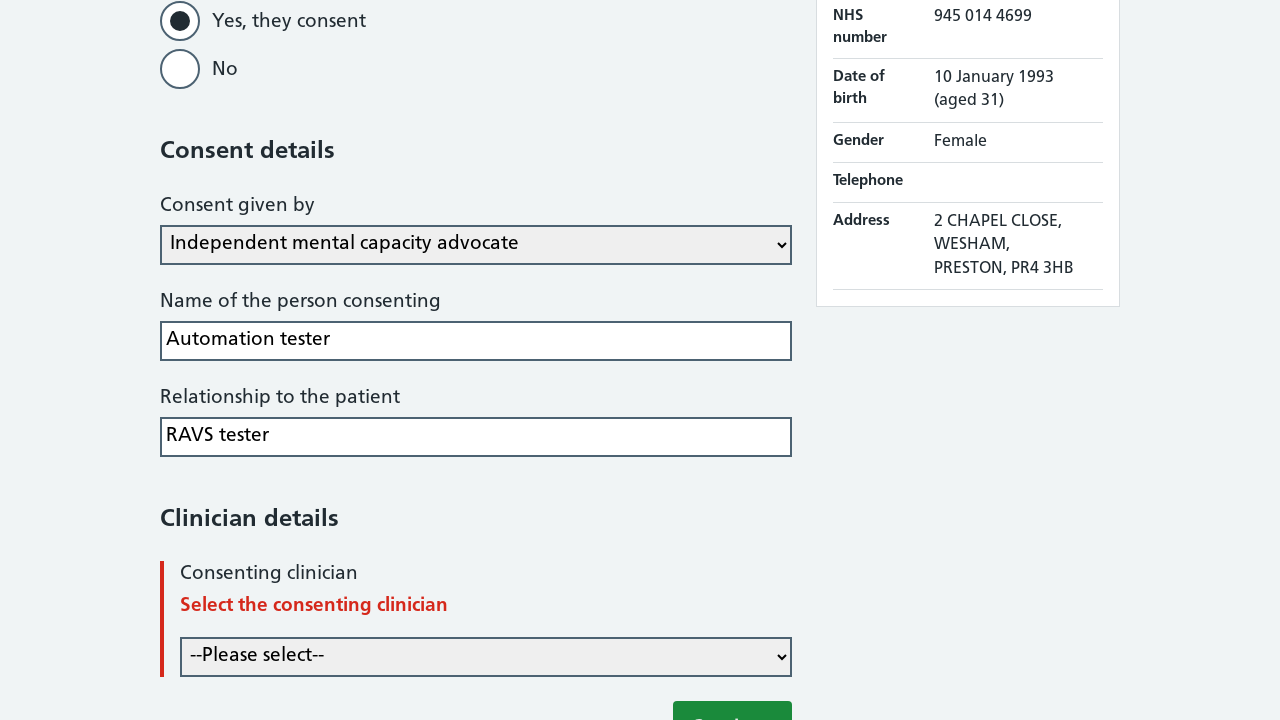 Yes, they consent
No
Consent details
Consent given by
Independent mental capacity advocate
Name of the person consenting
Automation tester
Relationship to the patient
RAVS tester
Clinician details
Consenting clinician
Select the consenting clinician
--Please select--
NHS number
945 014 4699
Date of birth
10 January 1993
(aged 31)
Gender
Female
Telephone
Address
2 CHAPEL CLOSE,
WESHAM,
PRESTON, PR4 3HB